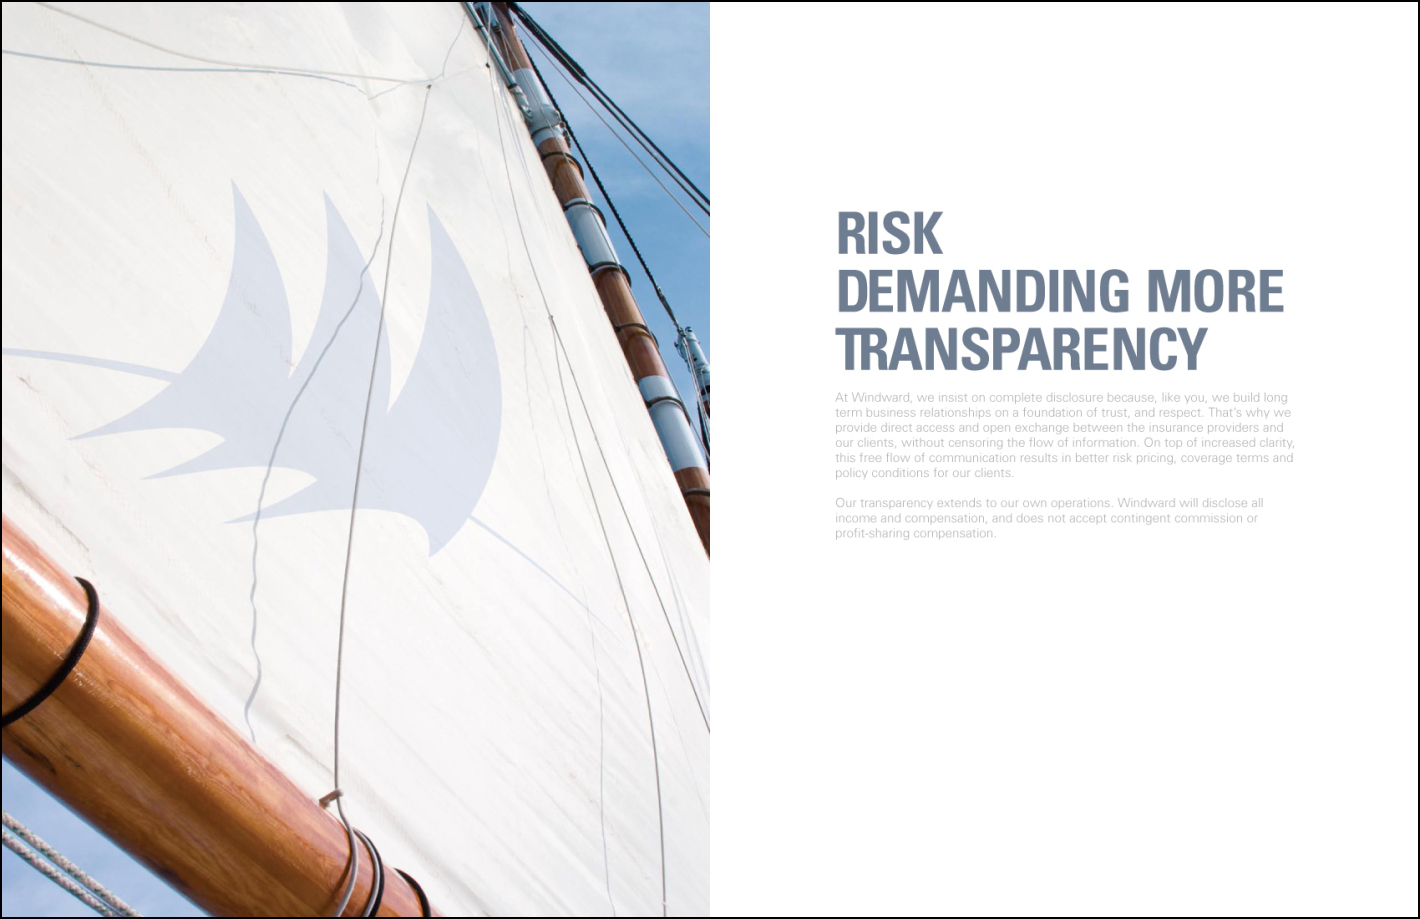 RISK
DEMANDING MORE
TRANSPARENCY
At Windward, we insist on complete disclosure because, like you, we build long
term business relationships on a foundation of trust, and respect. That's why we
provide direct access and open exchange between the insurance providers and
our clients, without censoring the flow of information. On top of increased clarity,
this free flow of communication results in better risk pricing, coverage terms and
policy conditions for our clients.
Our transparency extends to our own operations. Windward will disclose all
income and compensation, and does not accept contingent commission or
profit-sharing compensation.